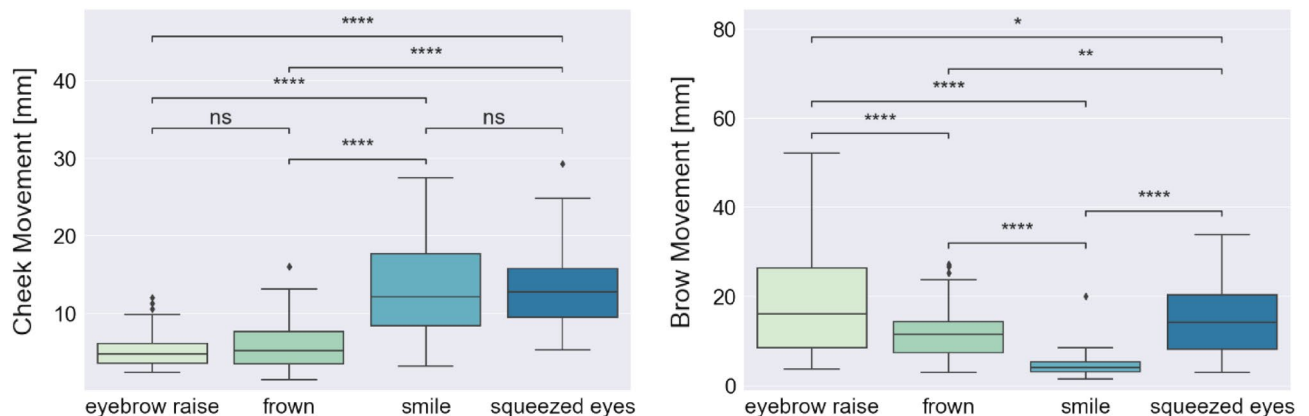 Cheek Movement [mm]
40
30
20
10
****
****
****
ns
ns
****
eyebrow raise
frown
smile
squeezed eyes
Brow Movement [mm]
80
60
40
20
0
*
**
****
****
****
****
eyebrow raise
frown
smile
squeezed eyes